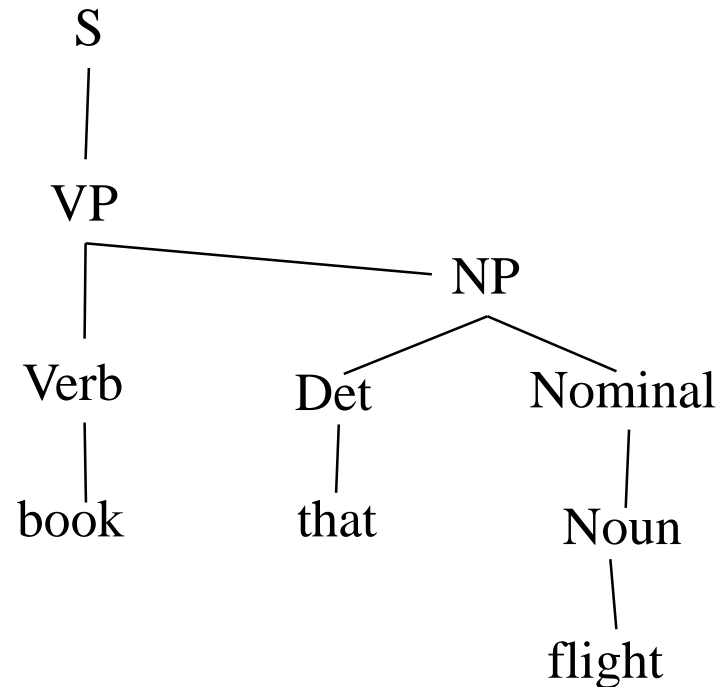 S
VP
NP
Verb Det Nominal
book that Noun
flight